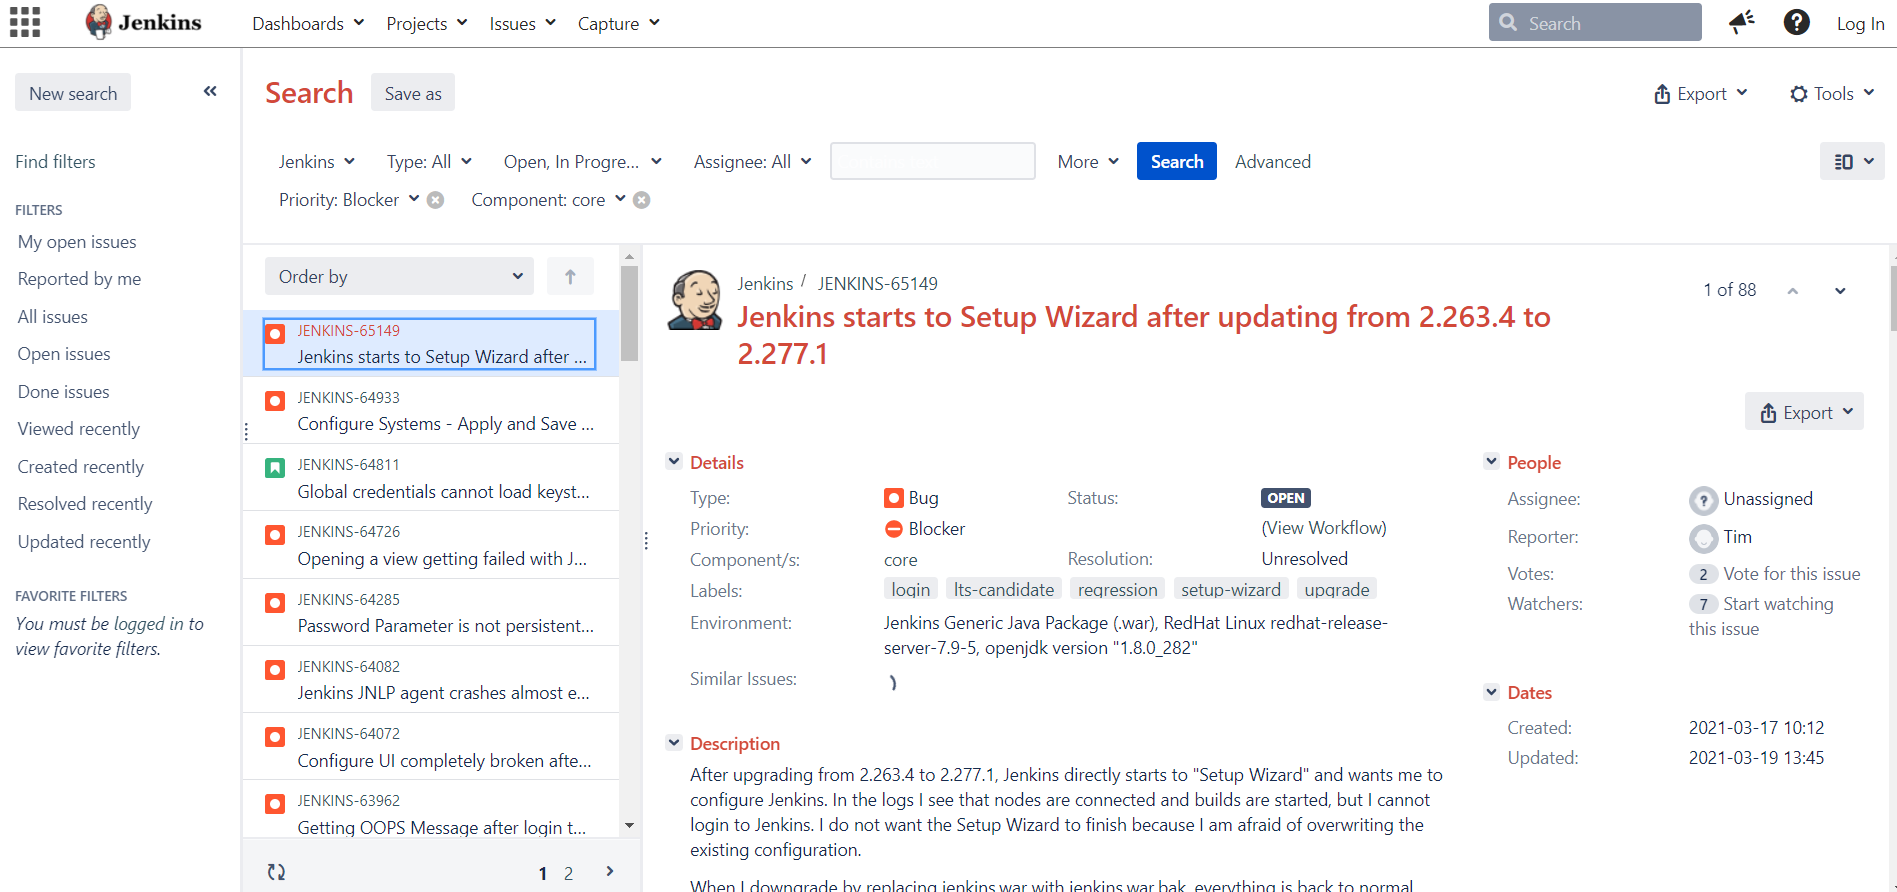 Jenkins
Dashboards Projects Issues Capture
Search
Log In
New search
Find filters
FILTERS
My open issues
Reported by me
All issues
Open issues
Done issues
Viewed recently
Created recently
Resolved recently
Updated recently
FAVORITE FILTERS
You must be logged in to
view favorite filters.
Search Save as
Export Tools
Jenkins Type: All Open, In Progre... Assignee: All More Search Advanced
Priority: Blocker Component: core
Order by
JENKINS-65149
Jenkins starts to Setup Wizard after ...
JENKINS-64933
Configure Systems - Apply and Save ...
JENKINS-64811
Global credentials cannot load keyst...
JENKINS-64726
Opening a view getting failed with J...
JENKINS-64285
Password Parameter is not persistent...
JENKINS-64082
Jenkins JNLP agent crashes almost e...
JENKINS-64072
Configure UI completely broken afte...
JENKINS-63962
Getting OOPS Message after login t...
1 2
Jenkins / JENKINS-65149
1 of 88
Jenkins starts to Setup Wizard after updating from 2.263.4 to
2.277.1
Export
Details
Type: Bug Status: OPEN
Priority: Blocker (View Workflow)
Component/s: core Resolution: Unresolved
Labels: login lts-candidate regression setup-wizard upgrade
Environment: Jenkins Generic Java Package (.war), RedHat Linux redhat-release-
server-7.9-5, openjdk version "1.8.0_282"
Similar Issues:
Description
After upgrading from 2.263.4 to 2.277.1, Jenkins directly starts to "Setup Wizard" and wants me to
configure Jenkins. In the logs I see that nodes are connected and builds are started, but I cannot
login to Jenkins. I do not want the Setup Wizard to finish because I am afraid of overwriting the
existing configuration.
When I downgrade by replacing jenkins.war with jenkins.war.bak, everything is back to normal
People
Assignee: Unassigned
Reporter: Tim
Votes: 2 Vote for this issue
Watchers: 7 Start watching
this issue
Dates
Created: 2021-03-17 10:12
Updated: 2021-03-19 13:45